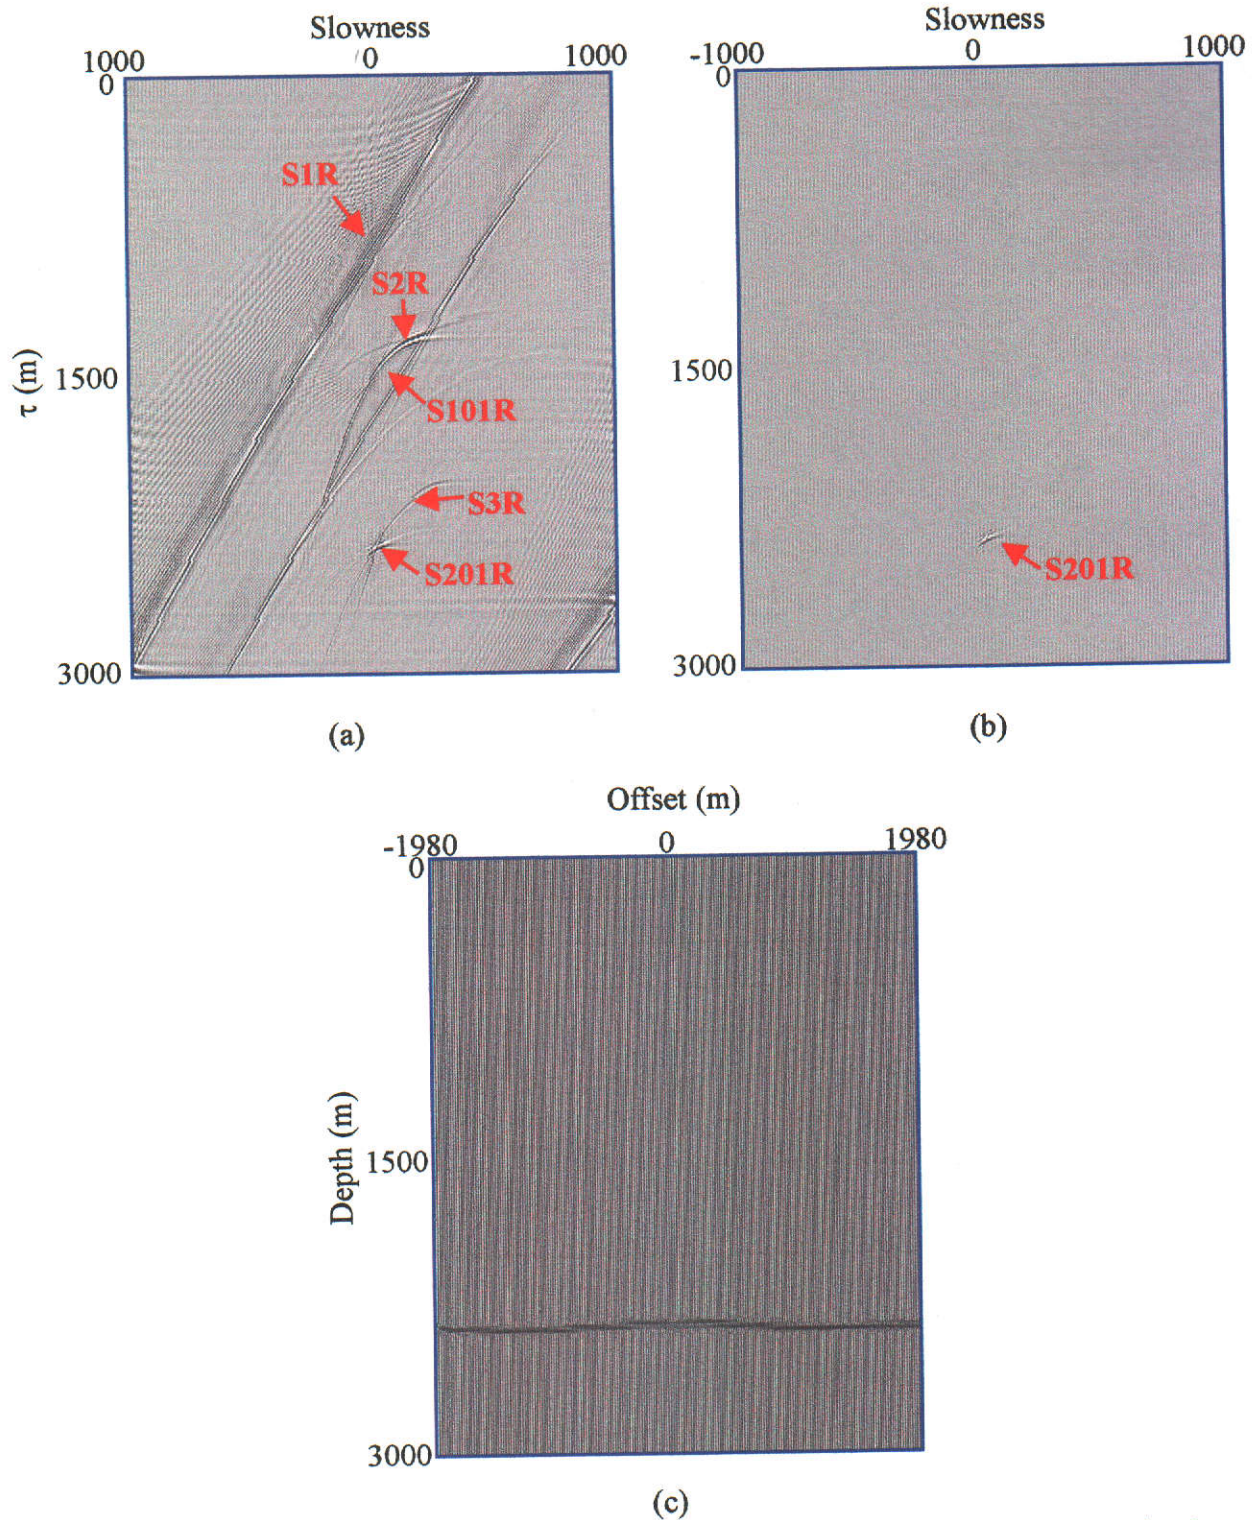 Slowness
1000 0 1000
0
S1R
S2R
τ (m)
1500
S101R
S3R
S201R
3000
(a)
Slowness
-1000 0 1000
0
1500
S201R
3000
(b)
Offset (m)
-1980 0 1980
0
Depth (m)
1500
3000
(c)